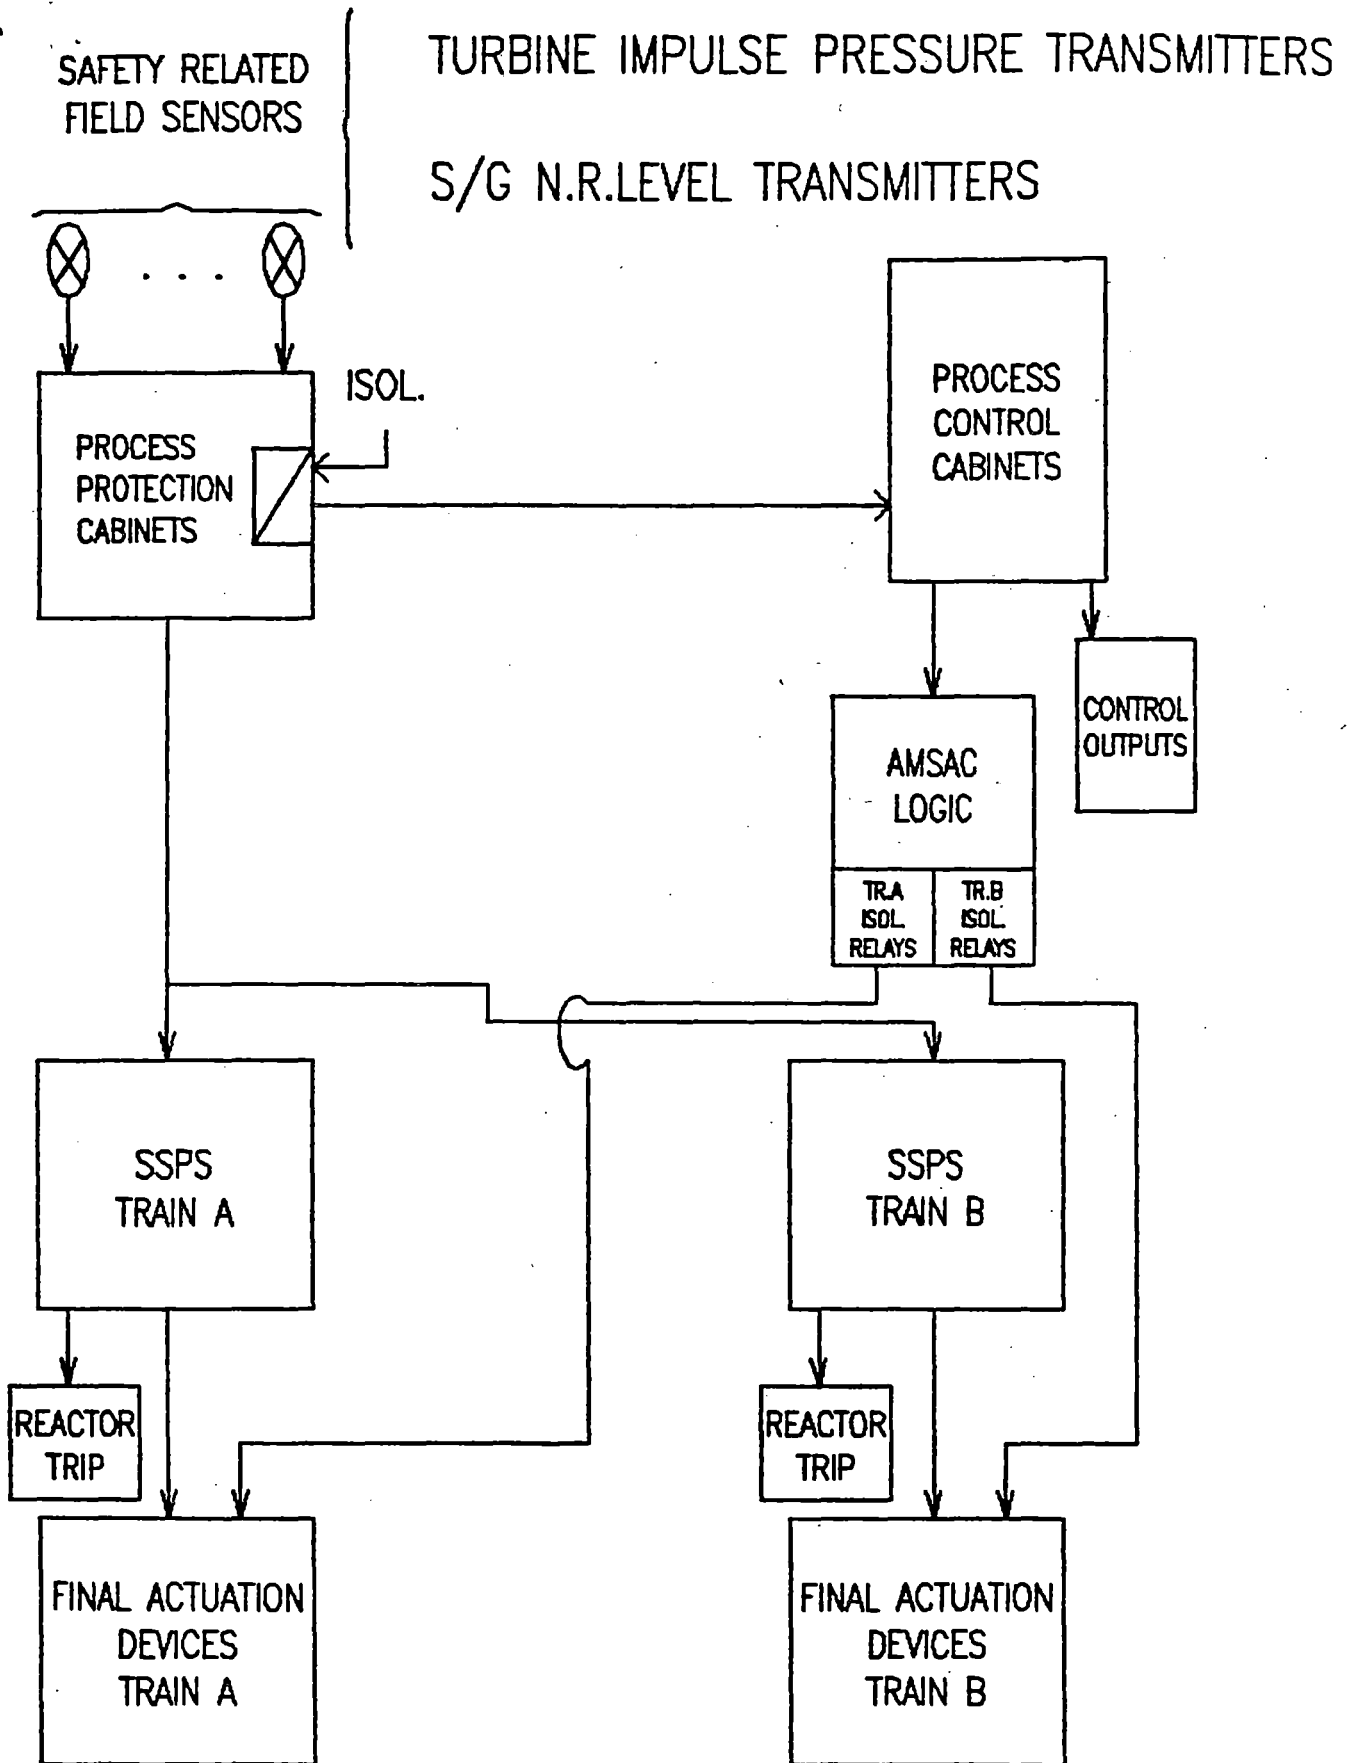 SAFETY RELATED
FIELD SENSORS
TURBINE IMPULSE PRESSURE TRANSMITTERS
S/G N.R.LEVEL TRANSMITTERS
. . .
ISOL.
PROCESS
PROTECTION
CABINETS
PROCESS
CONTROL
CABINETS
CONTROL
OUTPUTS
AMSAC
LOGIC
TR.A
ISOL.
RELAYS
TR.B
ISOL.
RELAYS
SSPS
TRAIN A
SSPS
TRAIN B
REACTOR
TRIP
REACTOR
TRIP
FINAL ACTUATION
DEVICES
TRAIN A
FINAL ACTUATION
DEVICES
TRAIN B